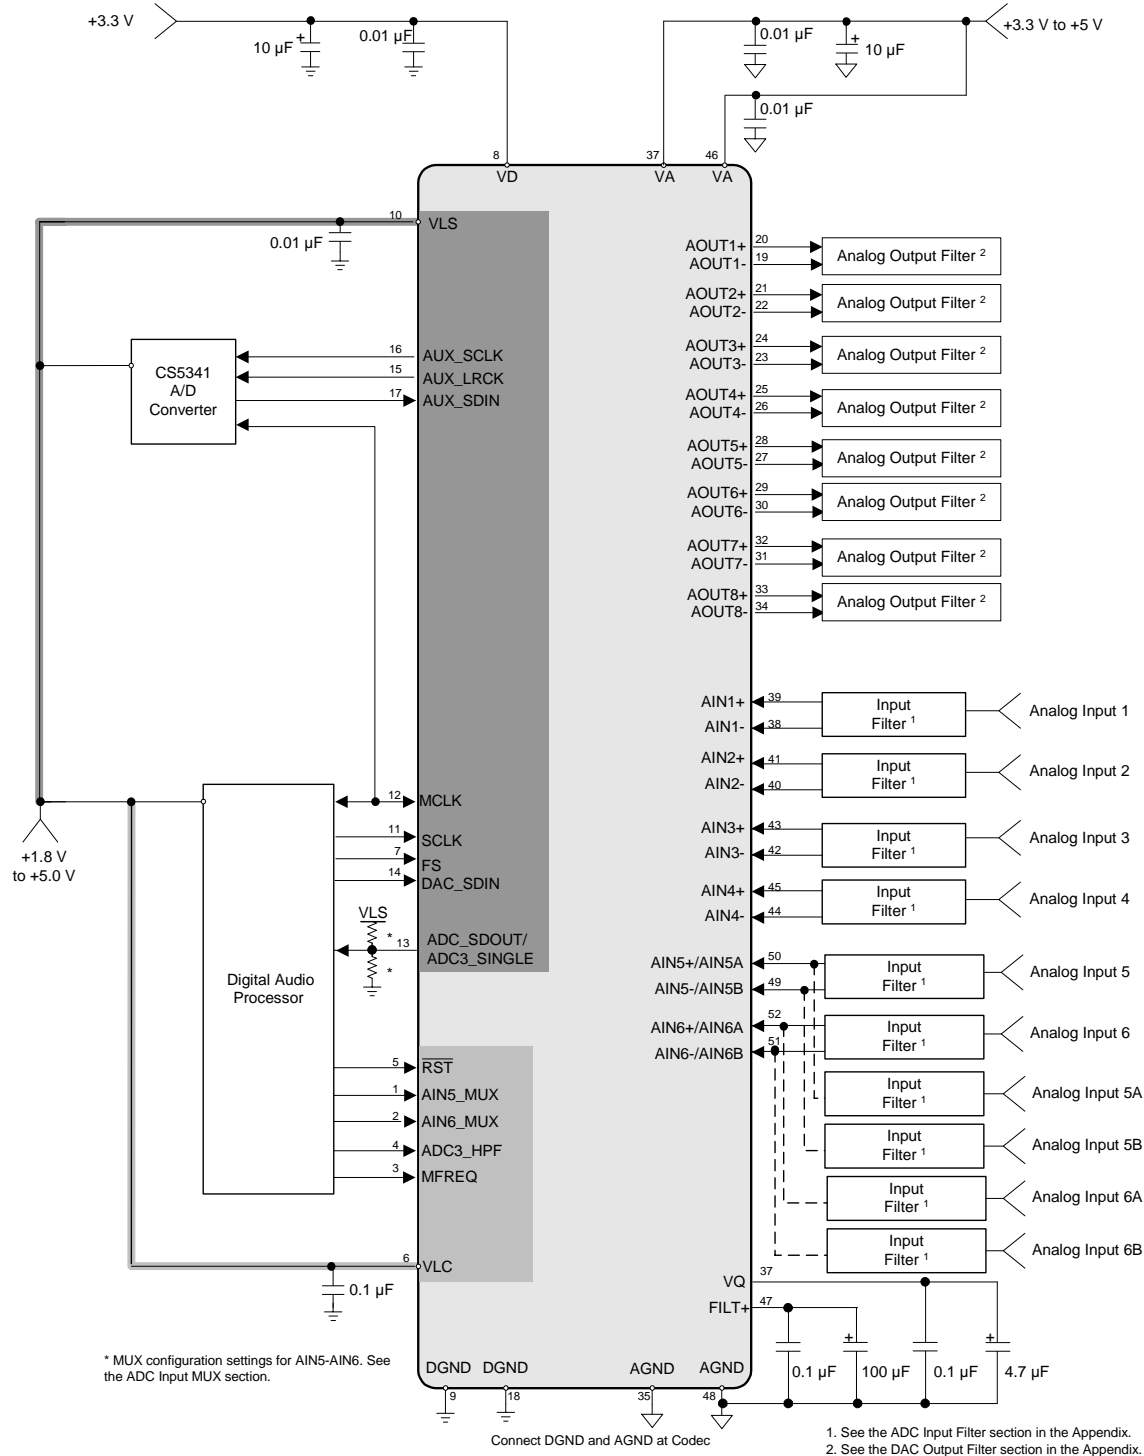 +3.3 V
10 µF
+
0.01 µF
0.01 µF
+
10 µF
+3.3 V to +5 V
0.01 µF
8
37
46
VD
VA
VA
10
VLS
0.01 µF
CS5341
A/D
Converter
16
AUX_SCLK
15
AUX_LRCK
17
AUX_SDIN
AOUT1+
20
AOUT1-
19
Analog Output Filter 2
AOUT2+
21
AOUT2-
22
Analog Output Filter 2
AOUT3+
24
AOUT3-
23
Analog Output Filter 2
AOUT4+
25
AOUT4-
26
Analog Output Filter 2
AOUT5+
28
AOUT5-
27
Analog Output Filter 2
AOUT6+
29
AOUT6-
30
Analog Output Filter 2
AOUT7+
32
AOUT7-
31
Analog Output Filter 2
AOUT8+
33
AOUT8-
34
Analog Output Filter 2
+1.8 V
to +5.0 V
Digital Audio
Processor
12
MCLK
11
SCLK
7
FS
14
DAC_SDIN
VLS
*
*
13
ADC_SDOUT/
ADC3_SINGLE
5
RST
1
AIN5_MUX
2
AIN6_MUX
4
ADC3_HPF
3
MFREQ
6
VLC
0.1 µF
AIN1+
39
AIN1-
38
Input
Filter 1
Analog Input 1
AIN2+
41
AIN2-
40
Input
Filter 1
Analog Input 2
AIN3+
43
AIN3-
42
Input
Filter 1
Analog Input 3
AIN4+
45
AIN4-
44
Input
Filter 1
Analog Input 4
AIN5+/AIN5A
50
AIN5-/AIN5B
49
Input
Filter 1
Analog Input 5
AIN6+/AIN6A
52
AIN6-/AIN6B
51
Input
Filter 1
Analog Input 6
Input
Filter 1
Analog Input 5A
Input
Filter 1
Analog Input 5B
Input
Filter 1
Analog Input 6A
Input
Filter 1
Analog Input 6B
VQ
37
FILT+
47
0.1 µF
+
100 µF
0.1 µF
+
4.7 µF
DGND
DGND
AGND
AGND
9
18
35
48
* MUX configuration settings for AIN5-AIN6. See
the ADC Input MUX section.
Connect DGND and AGND at Codec
1. See the ADC Input Filter section in the Appendix.
2. See the DAC Output Filter section in the Appendix.